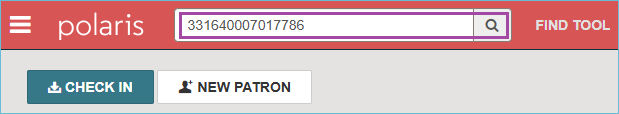 polaris 331640007017786 FIND TOOL
CHECK IN NEW PATRON